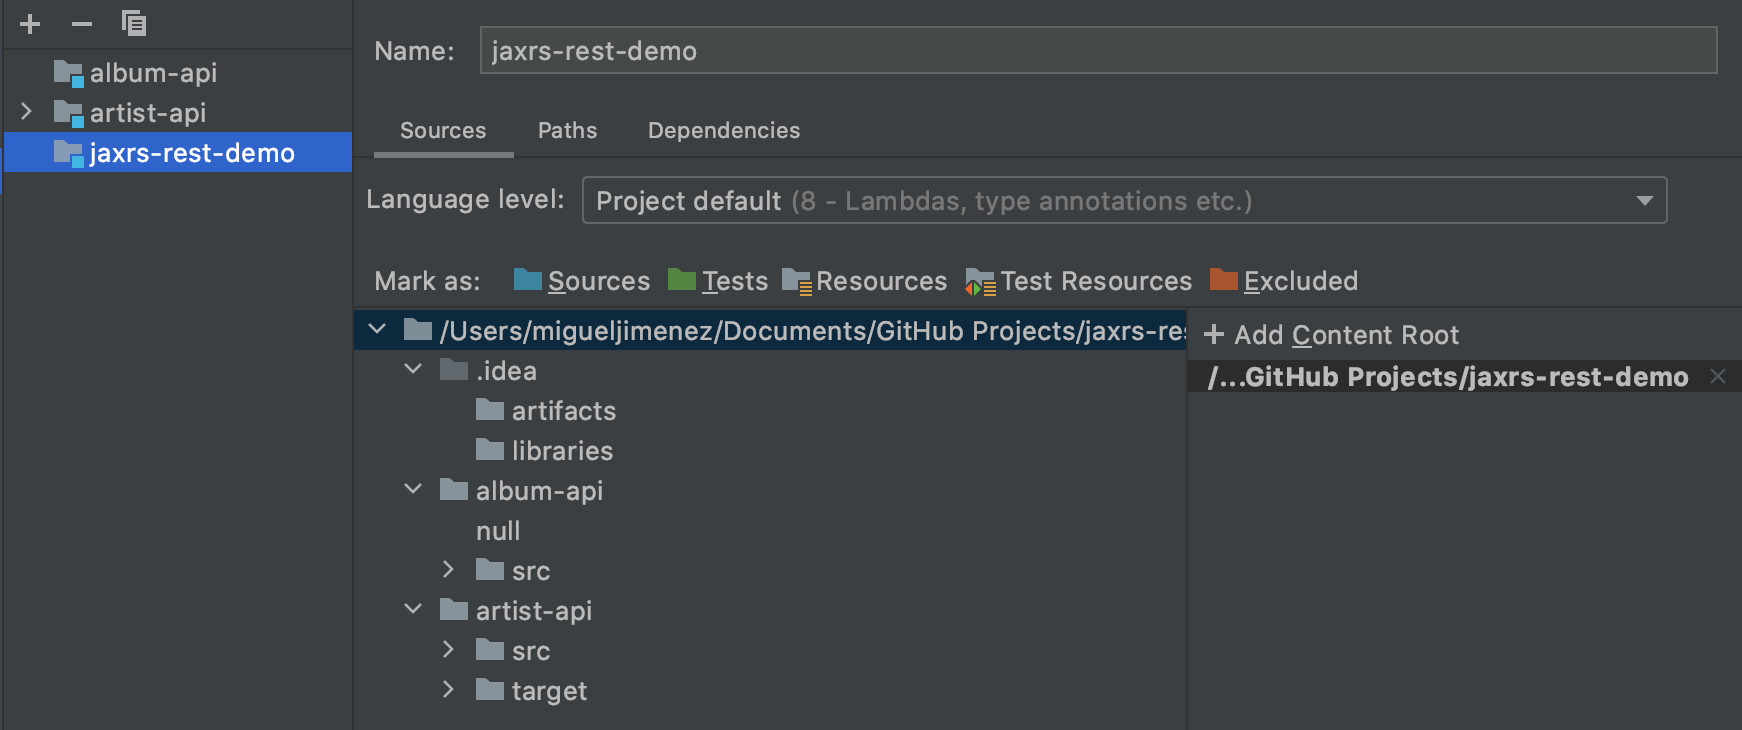 album-api
artist-api
jaxrs-rest-demo
Name: jaxrs-rest-demo
Sources Paths Dependencies
Language level: Project default (8 - Lambdas, type annotations etc.)
Mark as: Sources Tests Resources Test Resources Excluded
/Users/migueljimenez/Documents/GitHub Projects/jaxrs-res
.idea
artifacts
libraries
album-api
null
src
artist-api
src
target
+ Add Content Root
/...GitHub Projects/jaxrs-rest-demo